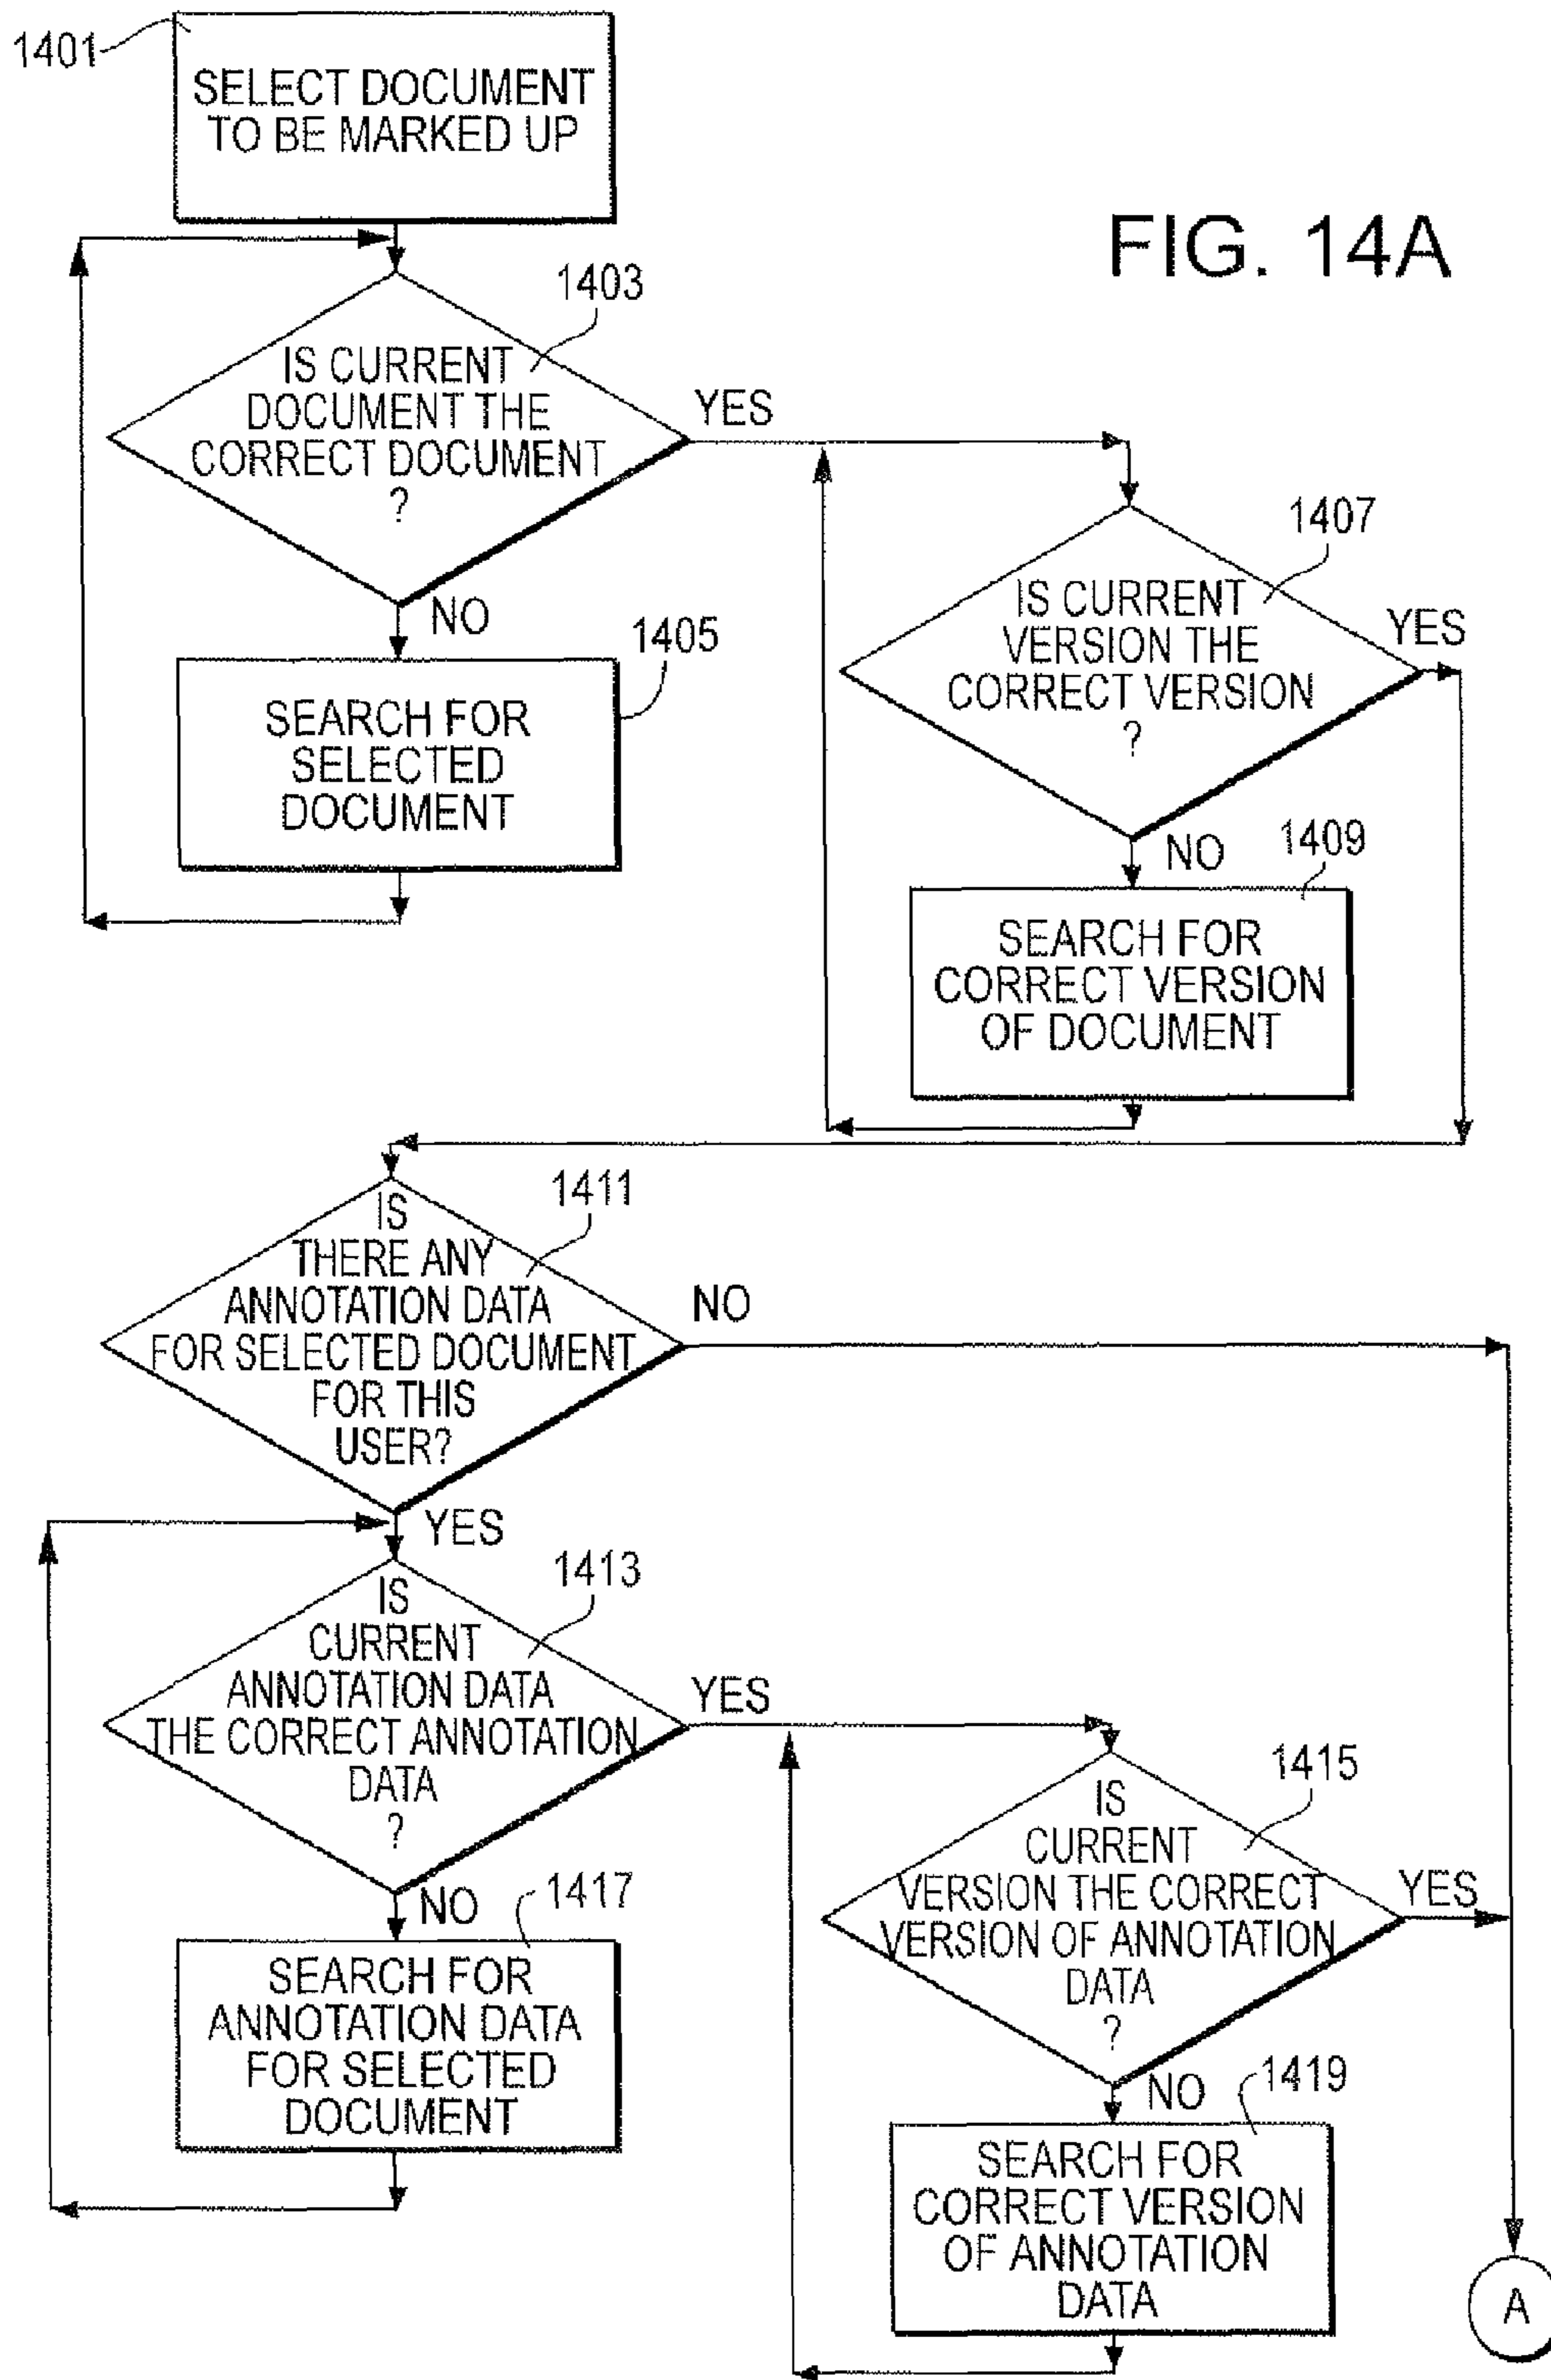 1401
SELECT DOCUMENT
TO BE MARKED UP
FIG. 14A
1403
IS CURRENT
DOCUMENT THE
CORRECT DOCUMENT
?
YES
NO
1405
SEARCH FOR
SELECTED
DOCUMENT
1407
IS CURRENT
VERSION THE
CORRECT VERSION
?
YES
NO
1409
SEARCH FOR
CORRECT VERSION
OF DOCUMENT
1411
IS
THERE ANY
ANNOTATION DATA
FOR SELECTED DOCUMENT
FOR THIS
USER?
NO
YES
1413
IS
CURRENT
ANNOTATION DATA
THE CORRECT ANNOTATION
DATA
?
YES
NO
1417
SEARCH FOR
ANNOTATION DATA
FOR SELECTED
DOCUMENT
1415
IS
CURRENT
VERSION THE CORRECT
VERSION OF ANNOTATION
DATA
?
YES
NO
1419
SEARCH FOR
CORRECT VERSION
OF ANNOTATION
DATA
A